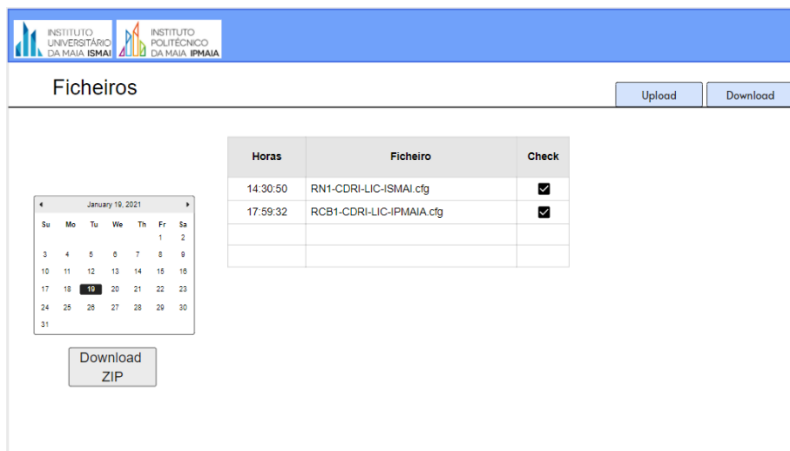 INSTITUTO
UNIVERSITÁRIO
DA MAIA ISMAI
INSTITUTO
POLITÉCNICO
DA MAIA IPMAIA
Ficheiros
Upload Download
Horas Ficheiro Check
14:30:50 RN1-CDRI-LIC-ISMAI.cfg
17:59:32 RCB1-CDRI-LIC-IPMAIA.cfg
January 19, 2021
Su Mo Tu We Th Fr Sa
1 2
3 4 5 6 7 8 9
10 11 12 13 14 15 16
17 18 19 20 21 22 23
24 25 26 27 28 29 30
31
Download
ZIP